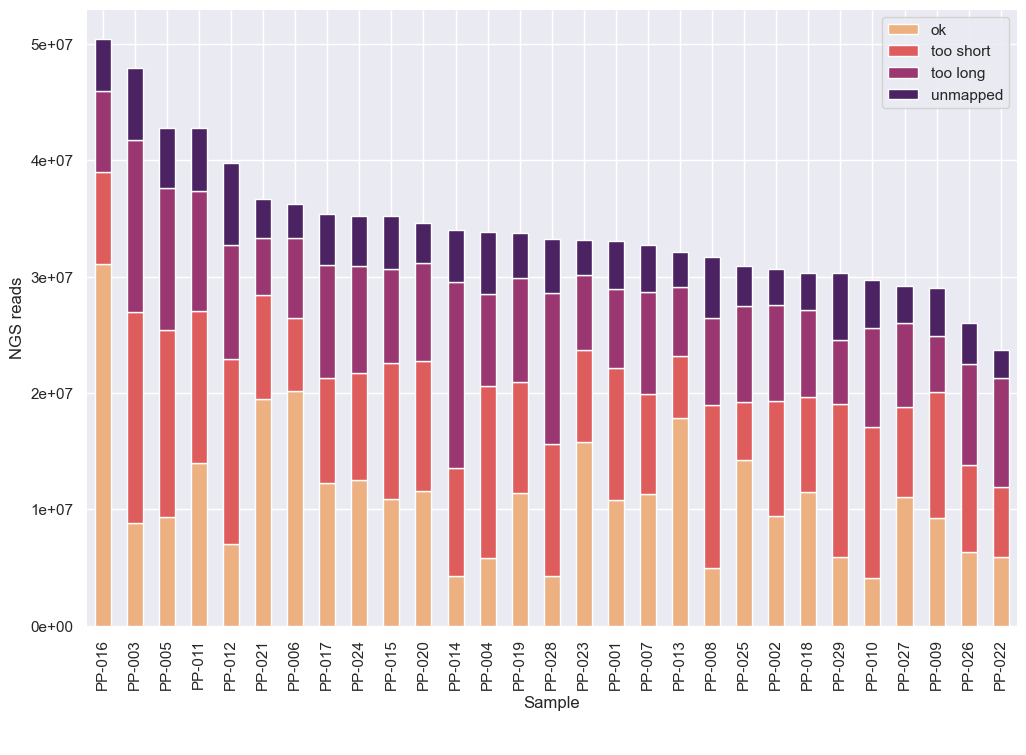 5e+07
4e+07
3e+07
2e+07
1e+07
0e+00
NGS reads
ok
too short
too long
unmapped
PP-016
PP-003
PP-005
PP-011
PP-012
PP-021
PP-006
PP-017
PP-024
PP-015
PP-020
PP-014
PP-004
PP-019
PP-028
PP-023
PP-001
PP-007
PP-013
PP-008
PP-025
PP-002
PP-018
PP-029
PP-010
PP-027
PP-009
PP-026
PP-022
Sample